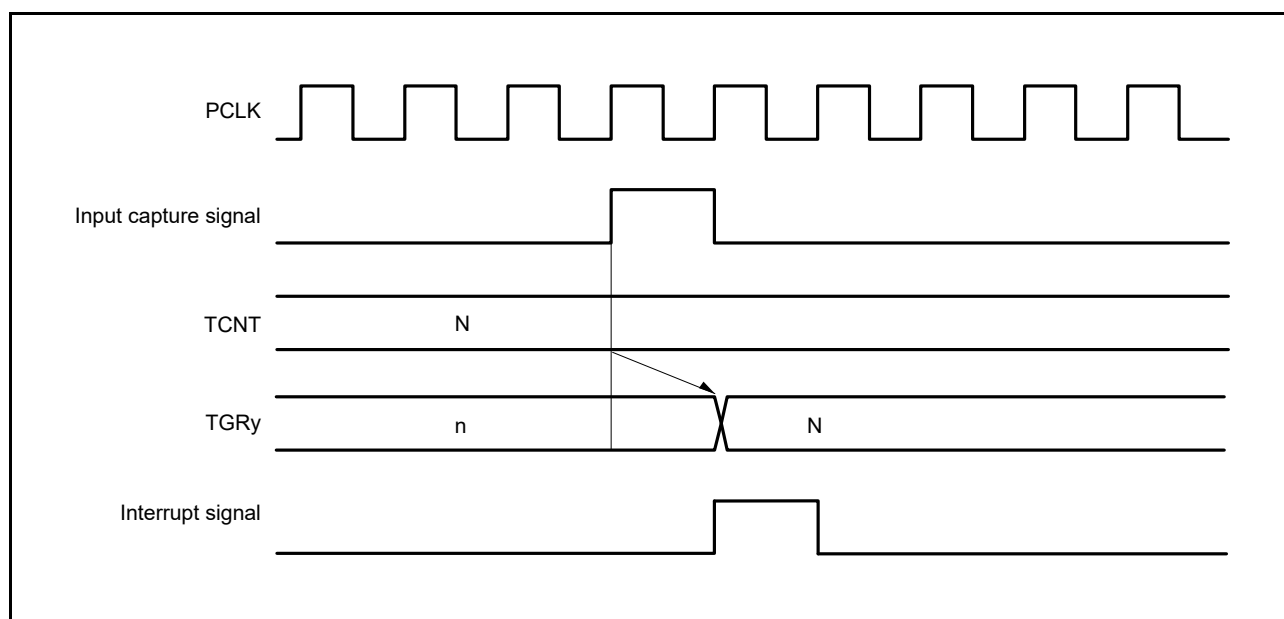 PCLK
Input capture signal
TCNT
N
TGRy
n
N
Interrupt signal